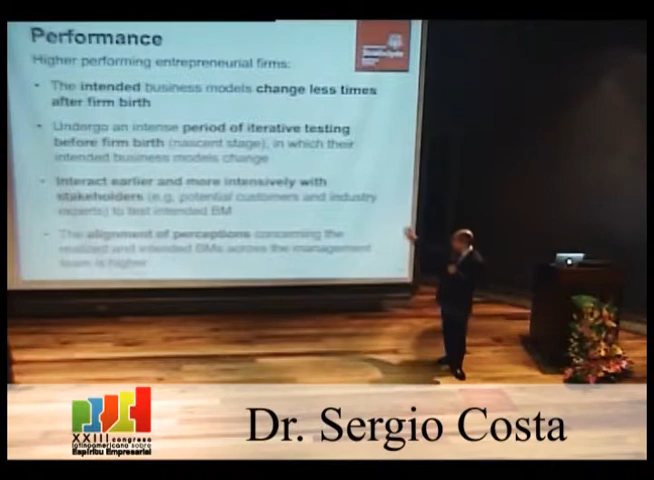 Performance
Higher performing entrepreneurial firms:
• The intended business models change less times
after firm birth
• Undergo an intense period of iterative testing
before firm birth (nascent stage), in which their
intended business models change
• Interact earlier and more intensively with
stakeholders (e.g. potential customers and industry
experts) to test intended BM
• The alignment of perceptions concerning the
realized and intended BMs across the management
team is higher
XXIII congreso
latinoamericano sobre
Espíritu Empresarial
Dr. Sergio Costa